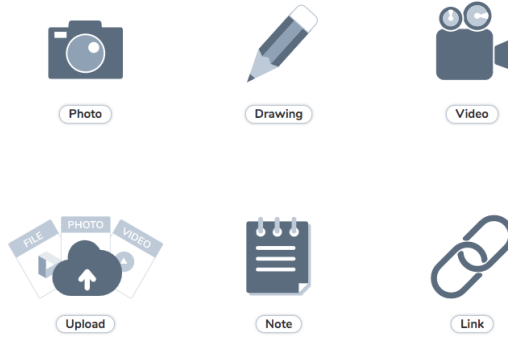 Photo
Drawing
Video
FILE
PHOTO
VIDEO
Upload
Note
Link